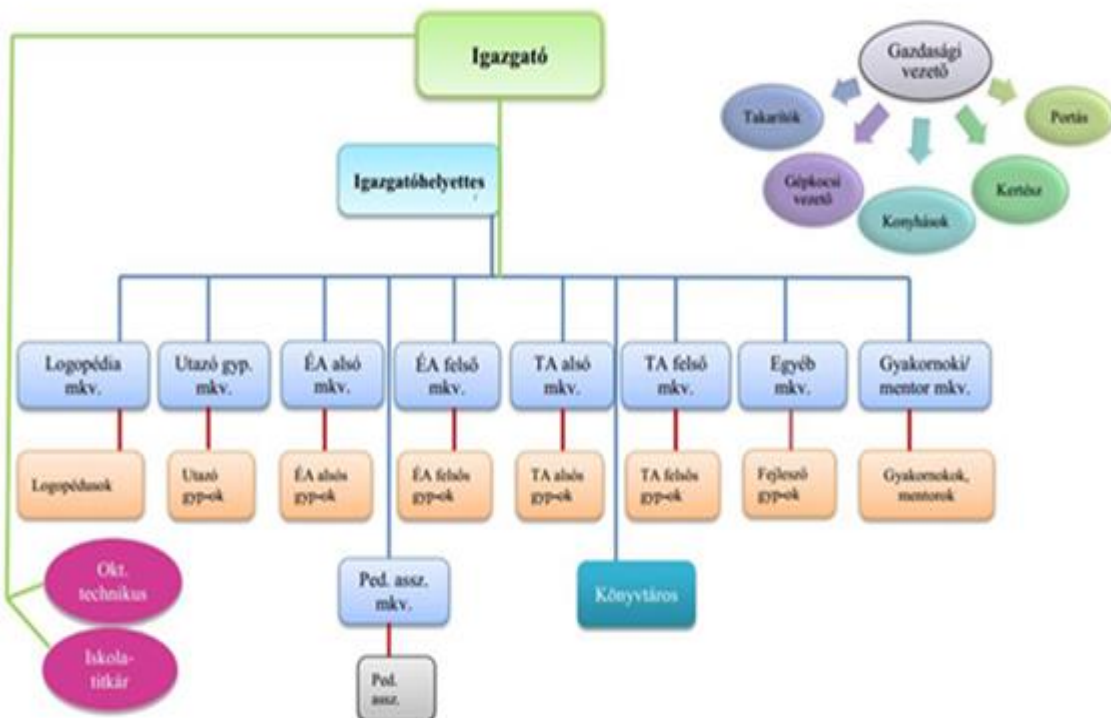 Igazgató
Gazdasági
vezető
Takarítók
Portás
Igazgatóhelyettes
Gépkocsi
vezető
Kertész
Konyhások
Logopédia
mkv.
Utazó gyp.
mkv.
ÉA alsó
mkv.
ÉA felső
mkv.
TA alsó
mkv.
TA felső
mkv.
Egyéb
mkv.
Gyakornoki/
mentor mkv.
Logopédusok
Utazó
gyp-ok
ÉA alsós
gyp-ok
ÉA felsős
gyp-ok
TA alsós
gyp-ok
TA felsős
gyp-ok
Fejlesző
gyp-ok
Gyakornokok,
mentorok
Okt.
technikus
Ped. assz.
mkv.
Könyvtáros
Iskola-
titkár
Ped.
assz.